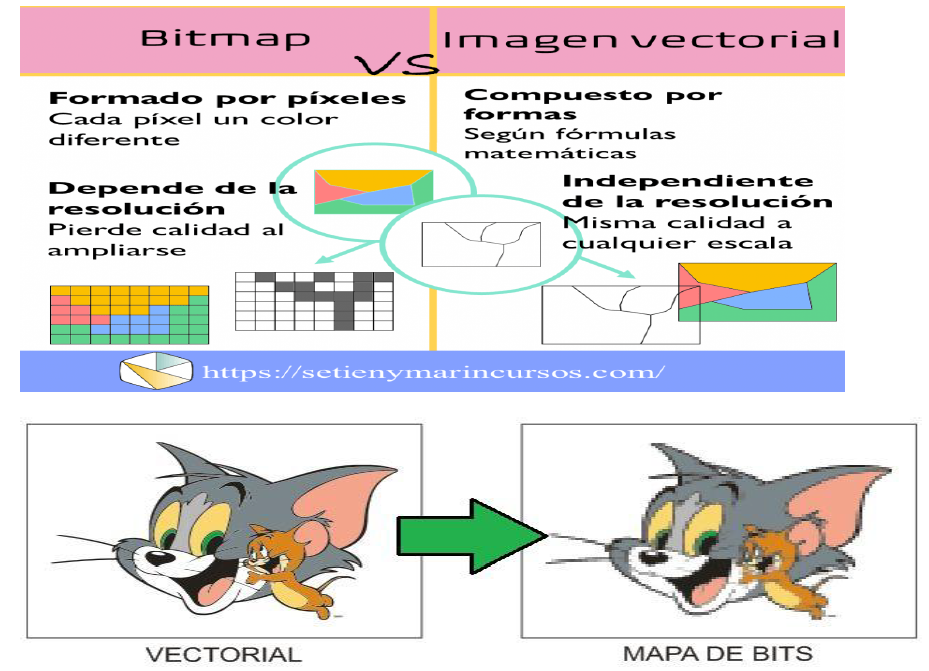 Bitmap
VS
Imagen vectorial
Formado por píxeles
Cada píxel un color
diferente
Depende de la
resolución
Pierde calidad al
ampliarse
Compuesto por
formas
Según fórmulas
matemáticas
Independiente
de la resolución
Misma calidad a
cualquier escala
https://setienymarincursos.com/
VECTORIAL
MAPA DE BITS